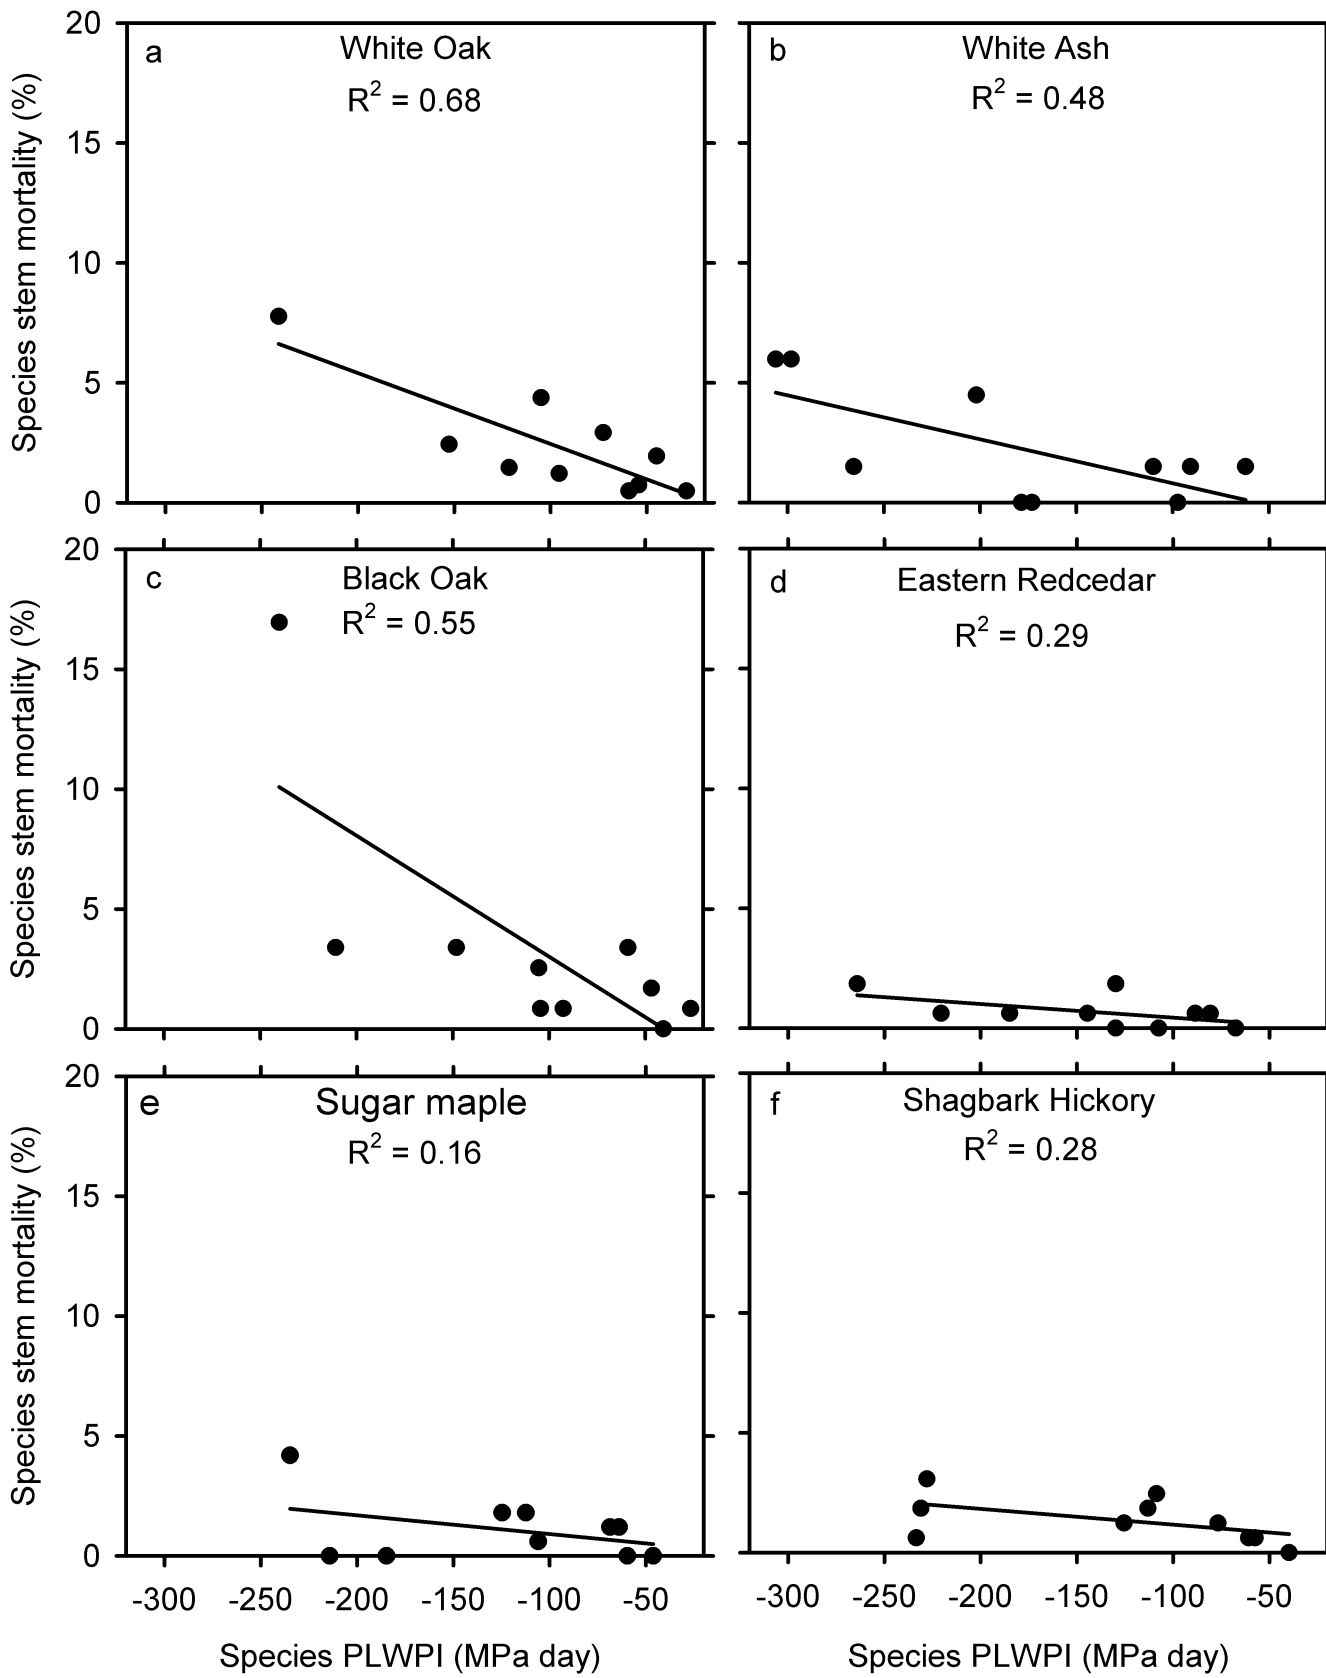 a White Oak
R² = 0.68
b White Ash
R² = 0.48
20
15
10
5
0
Species stem mortality (%)
c Black Oak
R² = 0.55
d Eastern Redcedar
R² = 0.29
20
15
10
5
0
Species stem mortality (%)
e Sugar maple
R² = 0.16
f Shagbark Hickory
R² = 0.28
20
15
10
5
0
Species stem mortality (%)
-300 -250 -200 -150 -100 -50
-300 -250 -200 -150 -100 -50
Species PLWPI (MPa day)
Species PLWPI (MPa day)